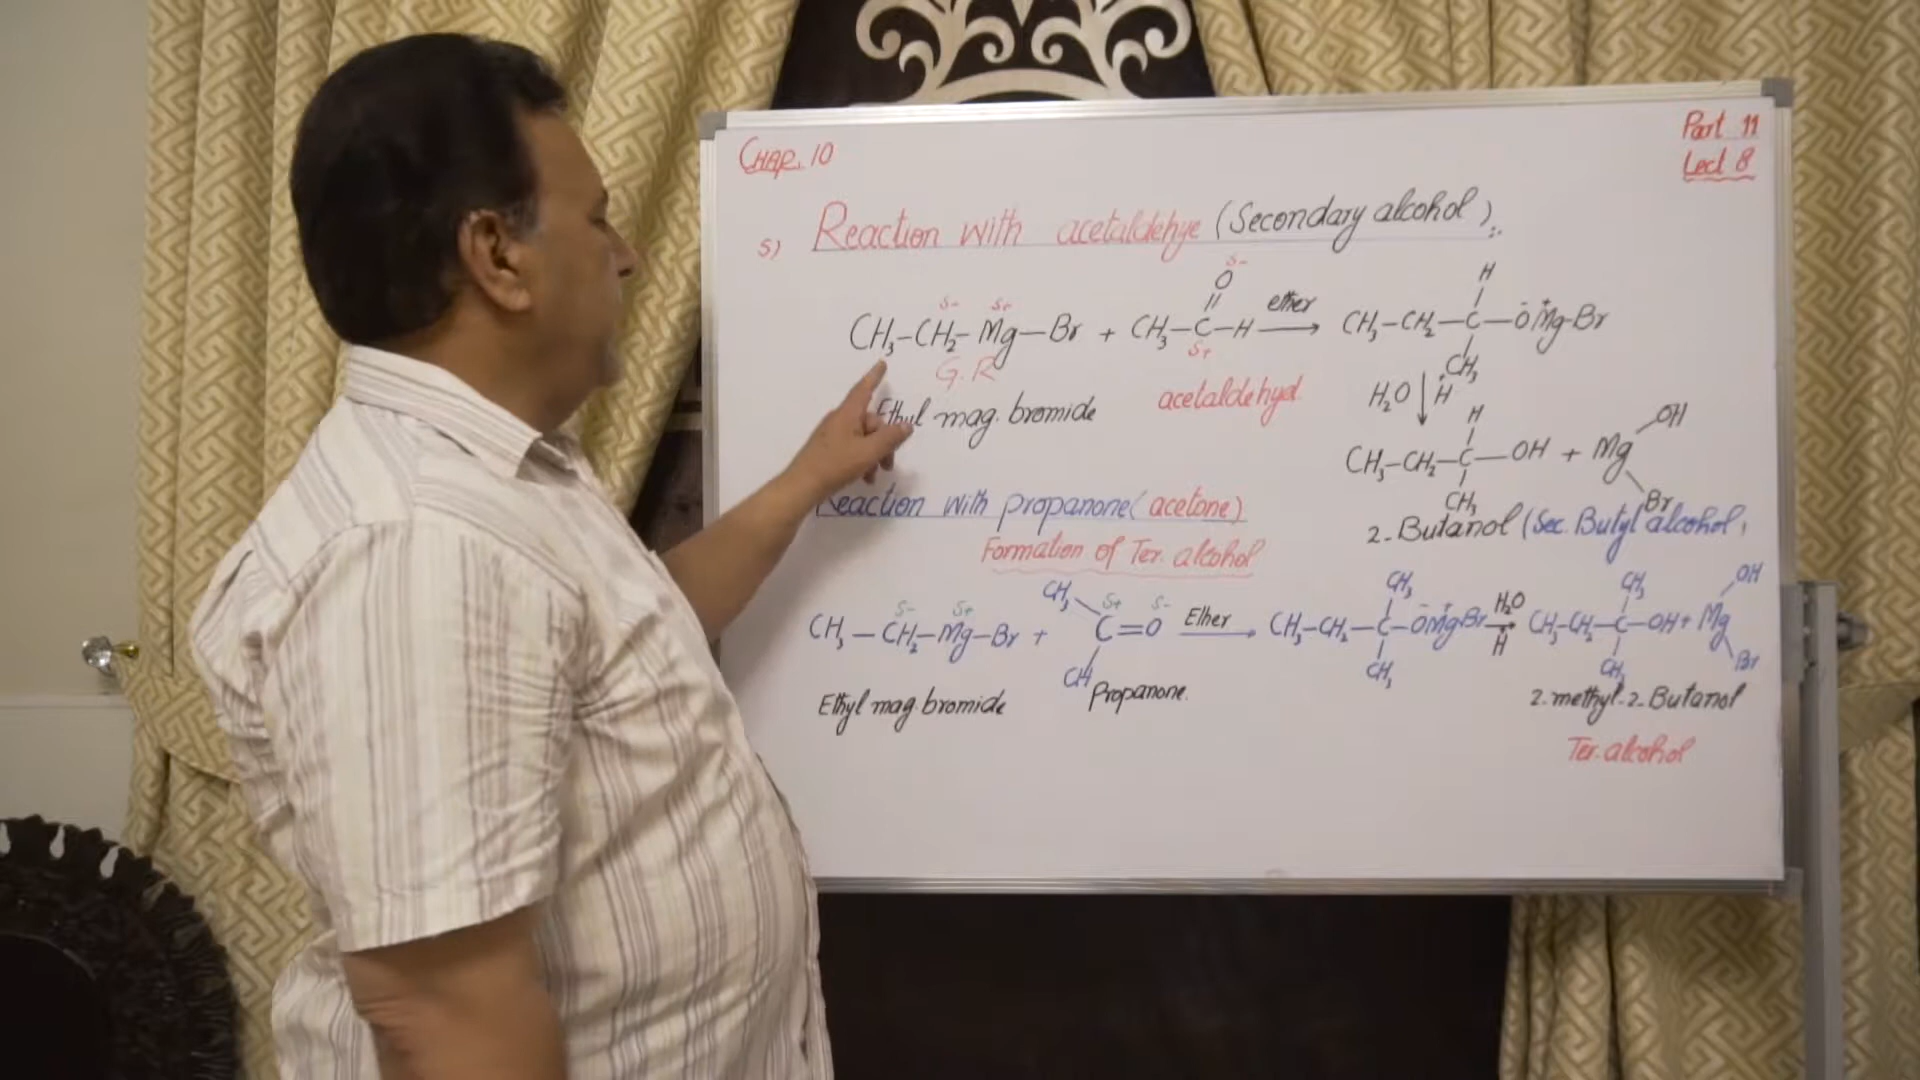 CHAP. 10
Part 11
Lect 8
5) Reaction with acetaldehye (Secondary alcohol).
CH3-CH2-Mg-Br + CH3-C-H ether → CH3-CH2-C-OMg-Br
δ- δ+ O δ- δ+ H CH3 - +
G.R
Ethyl mag. bromide acetaldehyd.
H2O ↓ H+
CH3-CH2-C-OH + Mg
H CH3 OH Br
2-Butanol (Sec. Butyl alcohol,
Reaction with propanone (acetone)
Formation of Ter. alcohol
CH3-CH2-Mg-Br + C=O Ether → CH3-CH2-C-OMgBr H2O → CH3-CH2-C-OH + Mg
δ- δ+ CH3 CH δ+ δ- CH3 CH3 - + H CH3 CH3 OH Br
Ethyl mag. bromide Propanone. 2-methyl-2-Butanol
Ter. alcohol